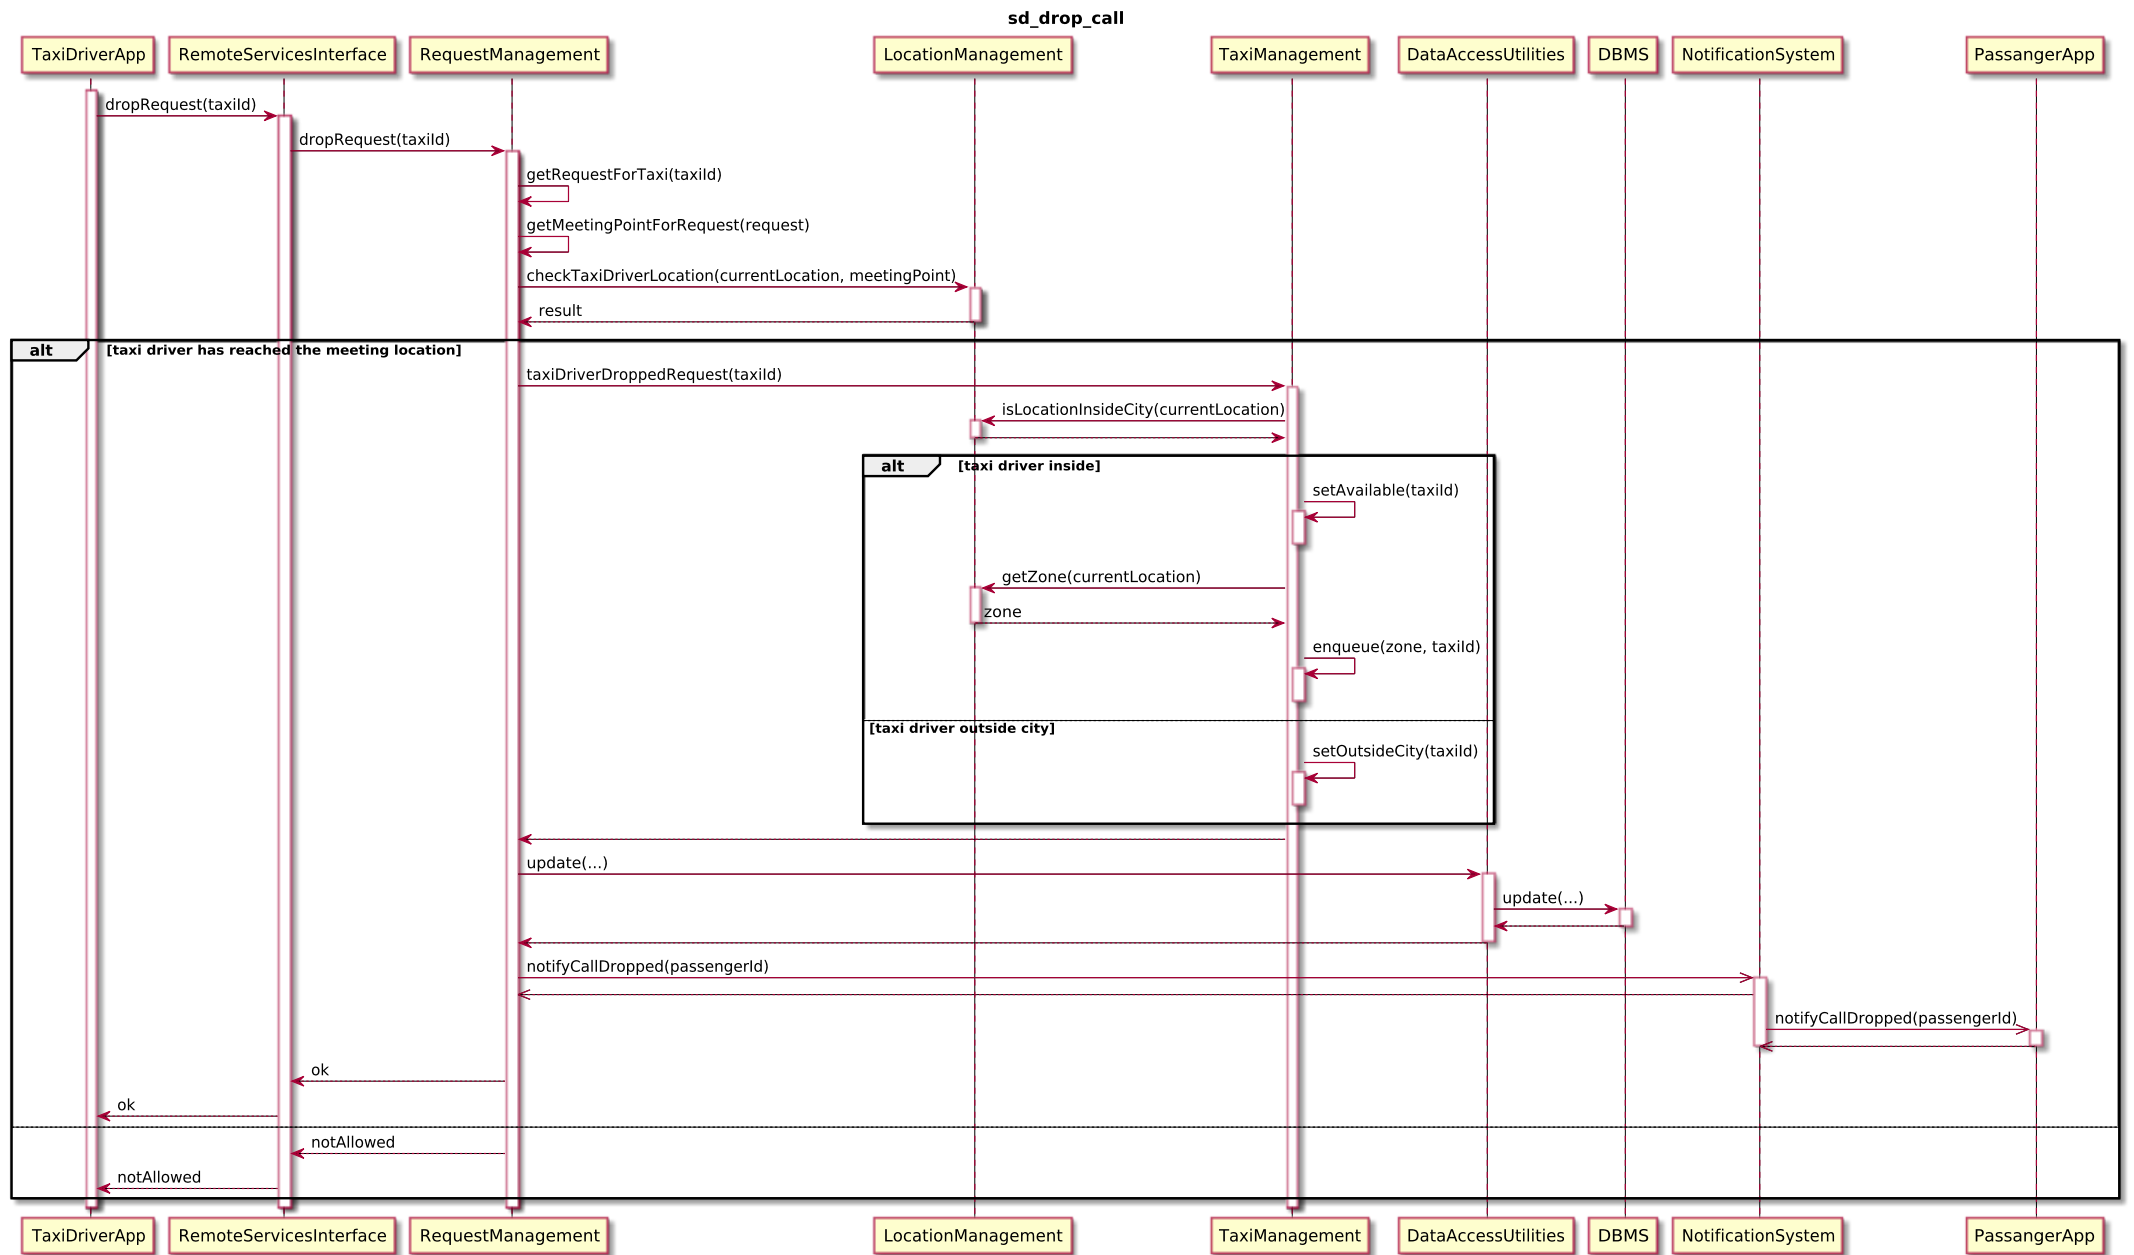 sd_drop_call
TaxiDriverApp
RemoteServicesInterface
RequestManagement
LocationManagement
TaxiManagement
DataAccessUtilities
DBMS
NotificationSystem
PassangerApp
dropRequest(taxiId)
dropRequest(taxiId)
getRequestForTaxi(taxiId)
getMeetingPointForRequest(request)
checkTaxiDriverLocation(currentLocation, meetingPoint)
result
alt
[taxi driver has reached the meeting location]
taxiDriverDroppedRequest(taxiId)
isLocationInsideCity(currentLocation)
alt
[taxi driver inside]
setAvailable(taxiId)
getZone(currentLocation)
zone
enqueue(zone, taxiId)
[taxi driver outside city]
setOutsideCity(taxiId)
update(...)
update(...)
notifyCallDropped(passengerId)
notifyCallDropped(passengerId)
ok
ok
notAllowed
notAllowed
TaxiDriverApp
RemoteServicesInterface
RequestManagement
LocationManagement
TaxiManagement
DataAccessUtilities
DBMS
NotificationSystem
PassangerApp